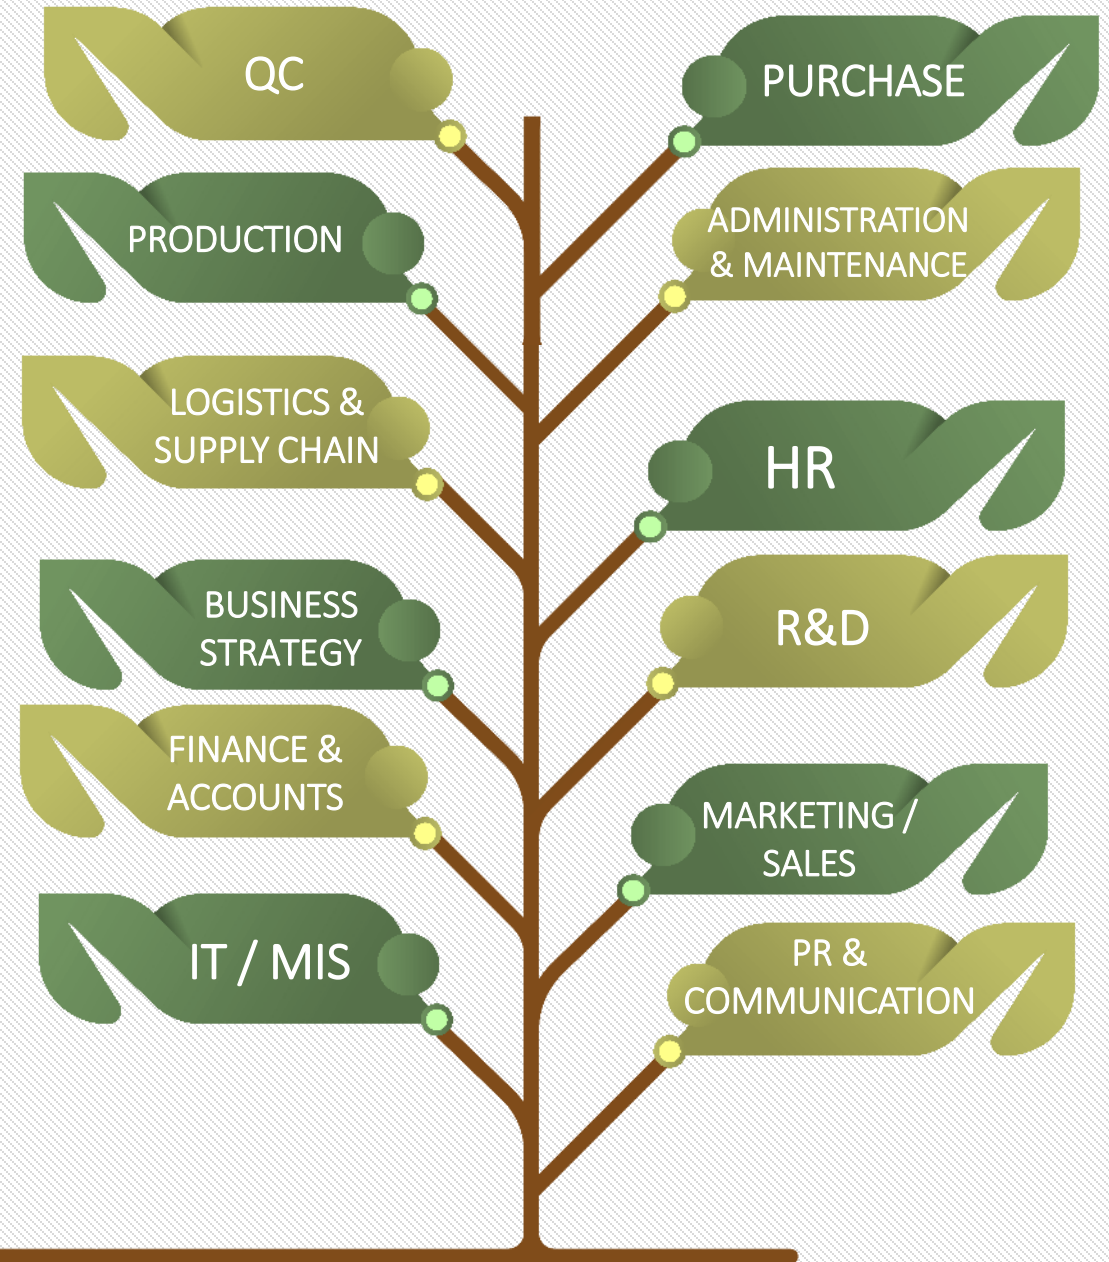 QC
PURCHASE
PRODUCTION
ADMINISTRATION
& MAINTENANCE
LOGISTICS &
SUPPLY CHAIN
HR
BUSINESS
STRATEGY
R&D
FINANCE &
ACCOUNTS
MARKETING /
SALES
IT / MIS
PR &
COMMUNICATION